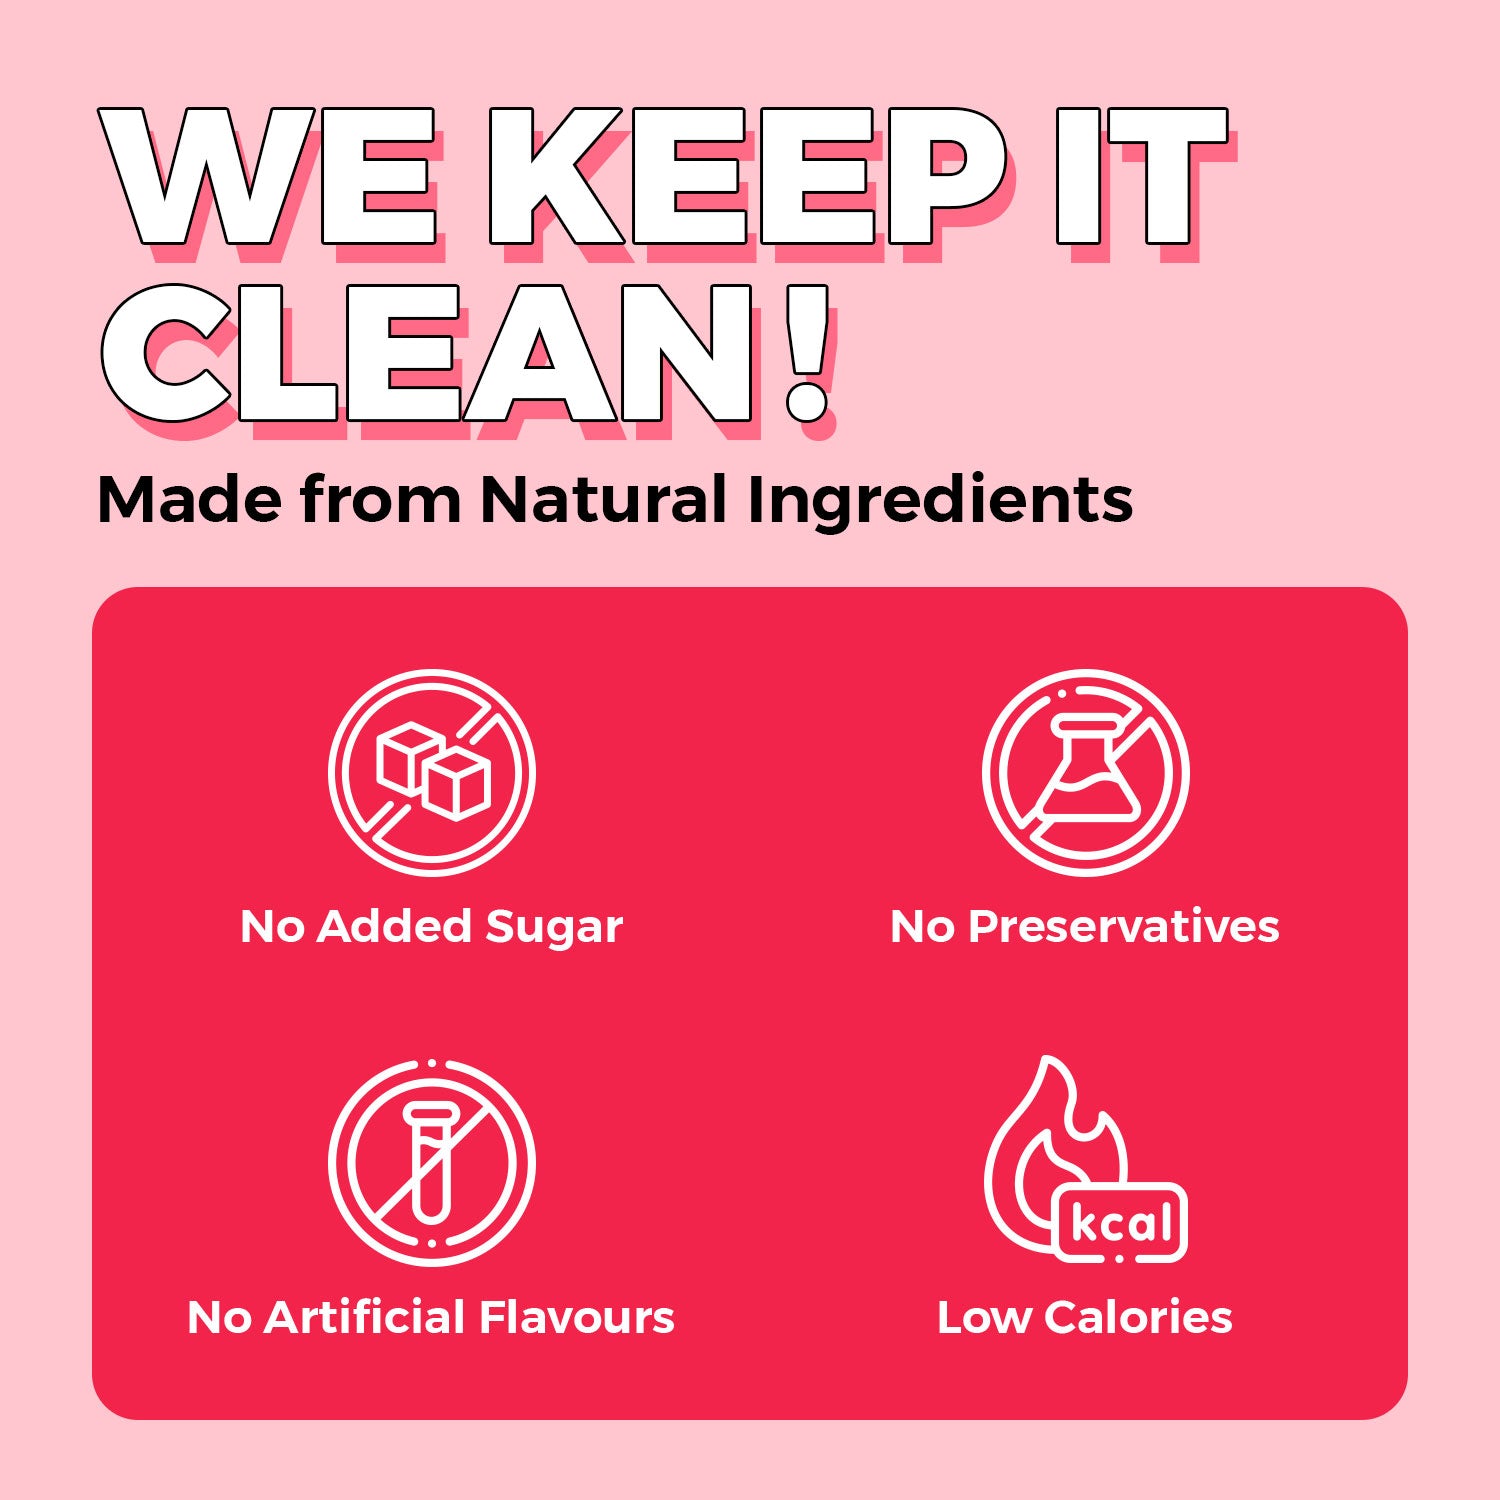 WE KEEP IT
CLEAN!
Made from Natural Ingredients
No Added Sugar
No Preservatives
No Artificial Flavours
kcal
Low Calories